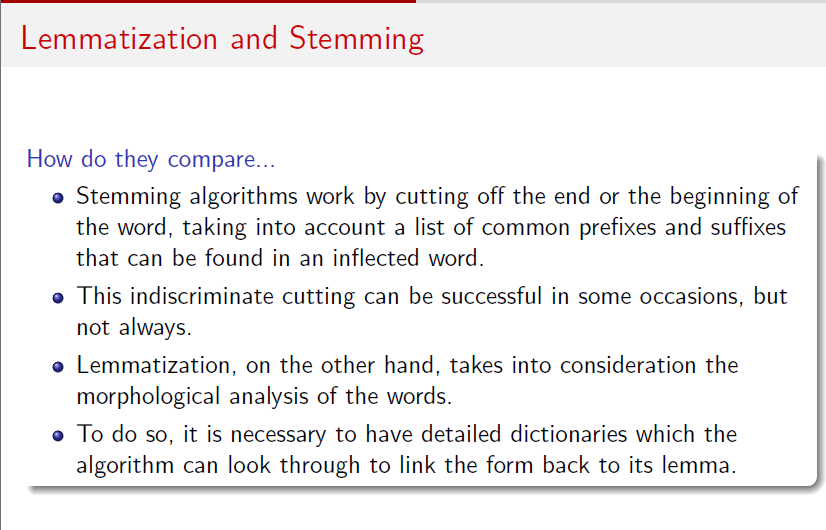 Lemmatization and Stemming
How do they compare...
Stemming algorithms work by cutting off the end or the beginning of
the word, taking into account a list of common prefixes and suffixes
that can be found in an inflected word.
This indiscriminate cutting can be successful in some occasions, but
not always.
Lemmatization, on the other hand, takes into consideration the
morphological analysis of the words.
To do so, it is necessary to have detailed dictionaries which the
algorithm can look through to link the form back to its lemma.